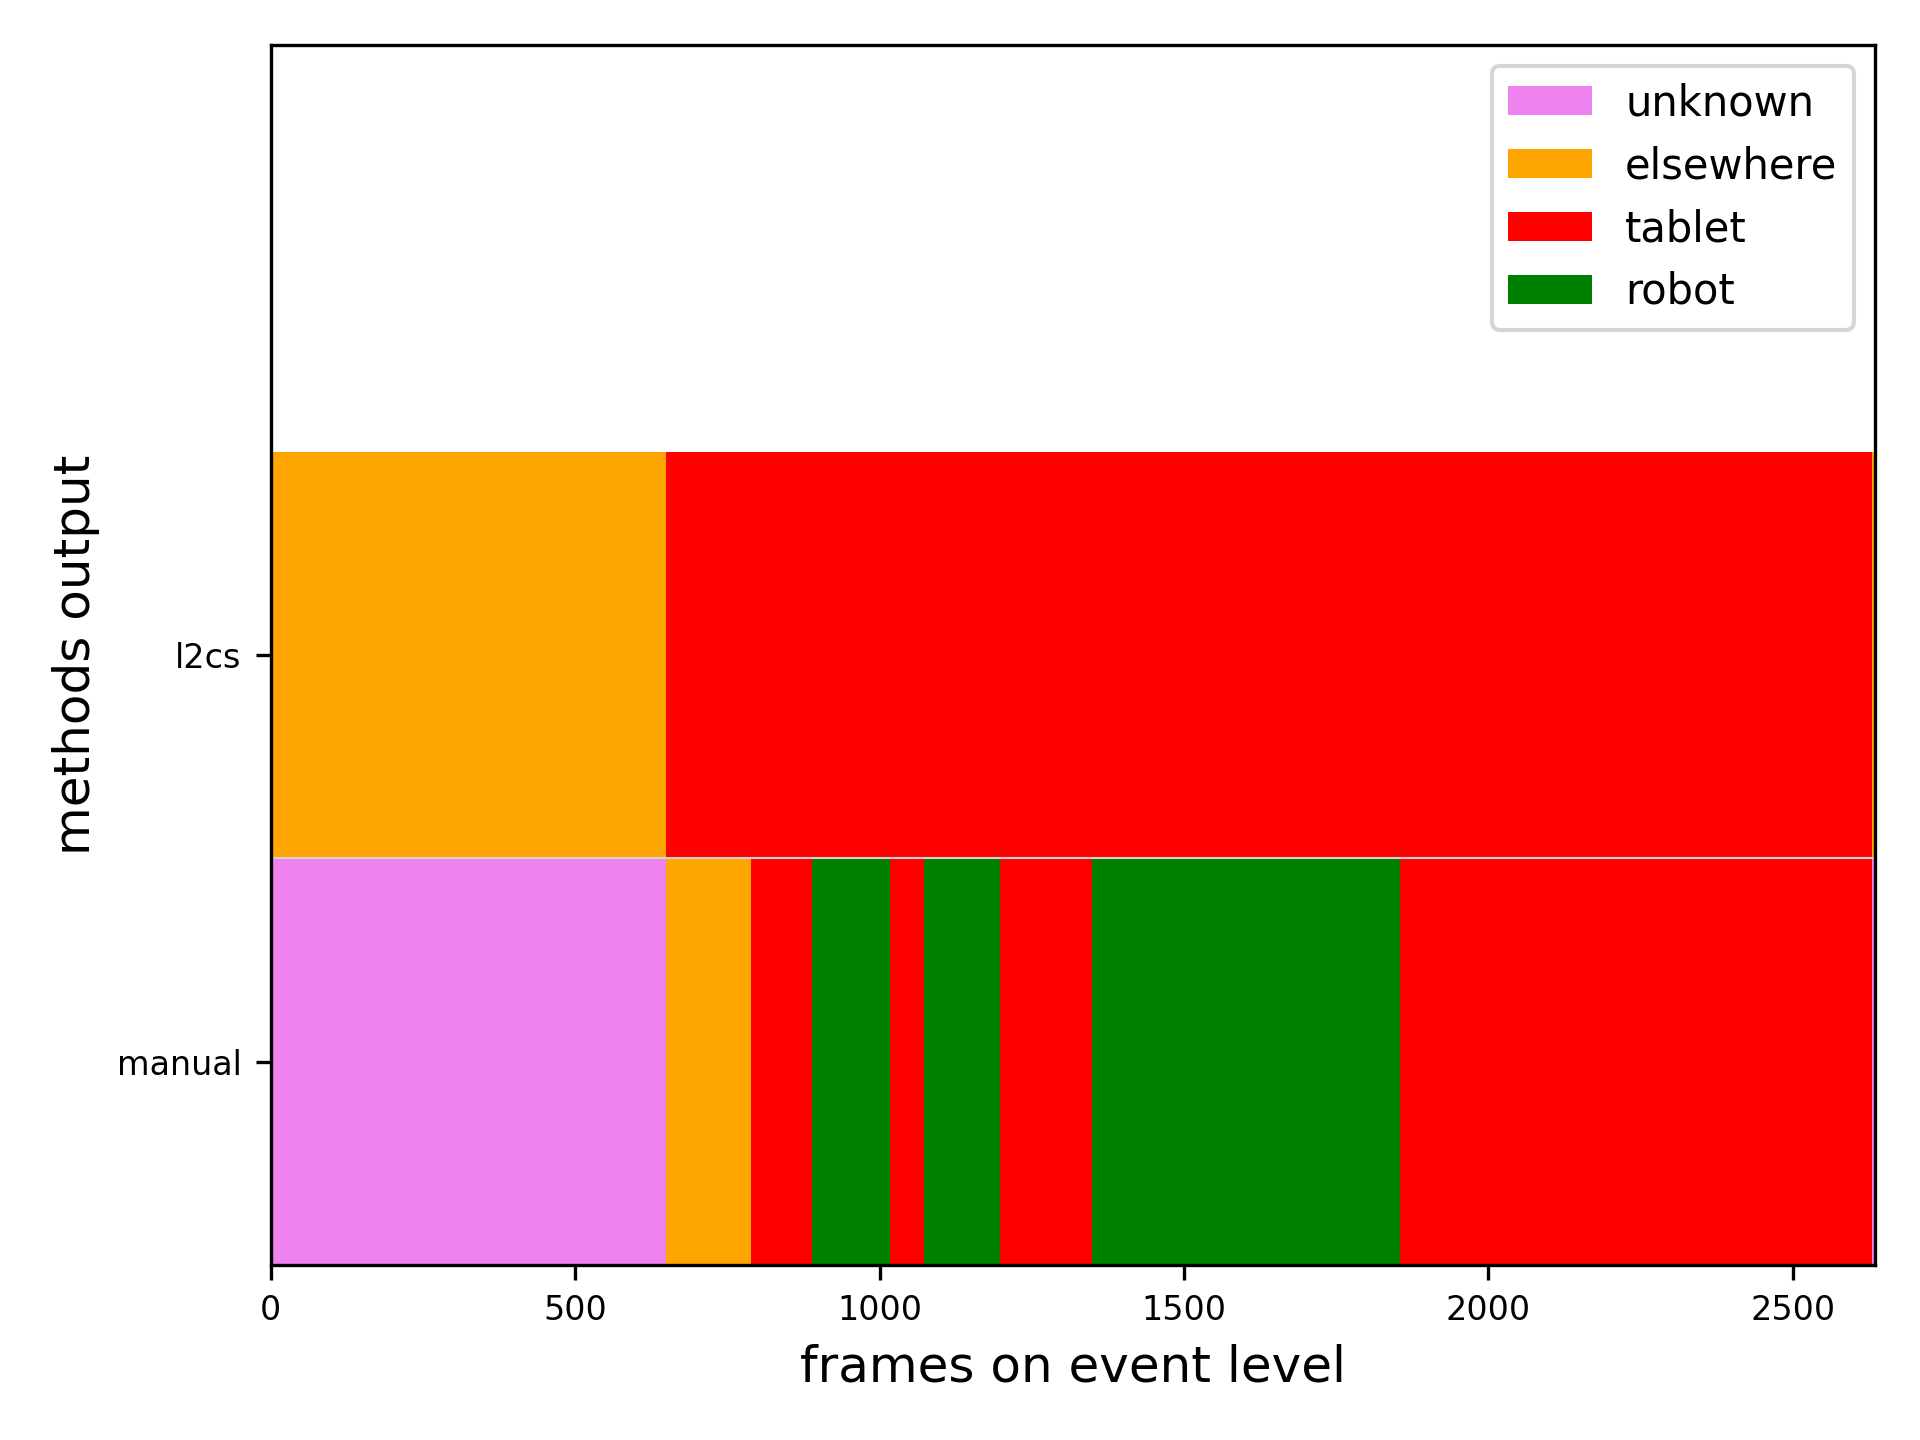 unknown
elsewhere
tablet
robot
methods output
l2cs
manual
0 500 1000 1500 2000 2500
frames on event level